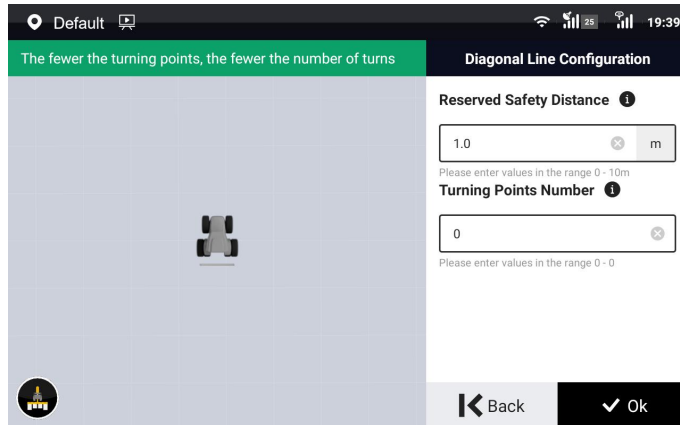 Default
25
19:39
The fewer the turning points, the fewer the number of turns
Diagonal Line Configuration
Reserved Safety Distance
1.0
m
Please enter values in the range 0 - 10m
Turning Points Number
0
Please enter values in the range 0 - 0
Back
Ok